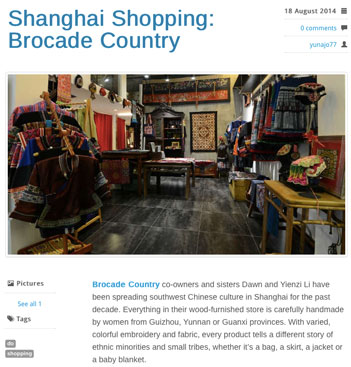 Shanghai Shopping:
Brocade Country
18 August 2014
0 comments
yunajo77
Pictures
See all 1
Tags
do
shopping
Brocade Country co-owners and sisters Dawn and Yienzi Li have
been spreading southwest Chinese culture in Shanghai for the past
decade. Everything in their wood-furnished store is carefully handmade
by women from Guizhou, Yunnan or Guanxi provinces. With varied,
colorful embroidery and fabric, every product tells a different story of
ethnic minorities and small tribes, whether it's a bag, a skirt, a jacket or
a baby blanket.